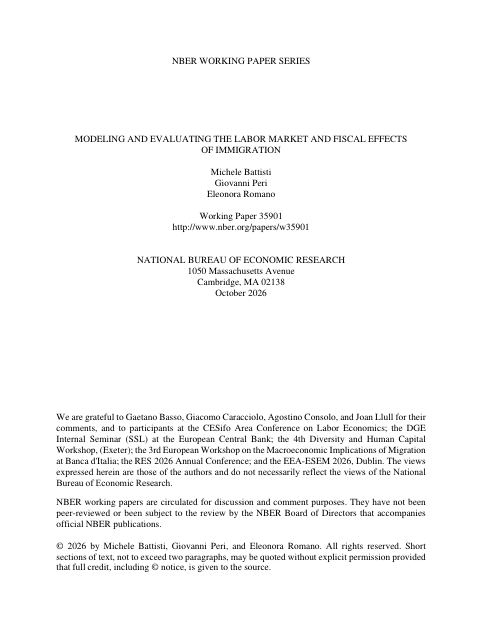 NBER WORKING PAPER SERIES
MODELING AND EVALUATING THE LABOR MARKET AND FISCAL EFFECTS
OF IMMIGRATION
Michele Battisti
Giovanni Peri
Eleonora Romano
Working Paper 35901
http://www.nber.org/papers/w35901
NATIONAL BUREAU OF ECONOMIC RESEARCH
1050 Massachusetts Avenue
Cambridge, MA 02138
October 2026
We are grateful to Gaetano Basso, Giacomo Caracciolo, Agostino Consolo, and Joan Llull for their
comments, and to participants at the CESifo Area Conference on Labor Economics; the DGE
Internal Seminar (SSL) at the European Central Bank; the 4th Diversity and Human Capital
Workshop, (Exeter); the 3rd European Workshop on the Macroeconomic Implications of Migration
at Banca d'Italia; the RES 2026 Annual Conference; and the EEA-ESEM 2026, Dublin. The views
expressed herein are those of the authors and do not necessarily reflect the views of the National
Bureau of Economic Research.
NBER working papers are circulated for discussion and comment purposes. They have not been
peer-reviewed or been subject to the review by the NBER Board of Directors that accompanies
official NBER publications.
© 2026 by Michele Battisti, Giovanni Peri, and Eleonora Romano. All rights reserved. Short
sections of text, not to exceed two paragraphs, may be quoted without explicit permission provided
that full credit, including © notice, is given to the source.